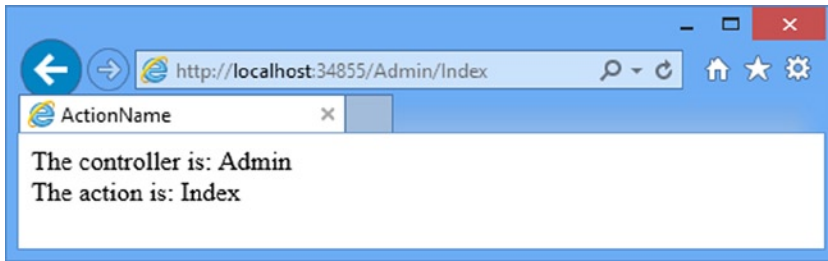 http://localhost:34855/Admin/Index
ActionName
The controller is: Admin
The action is: Index